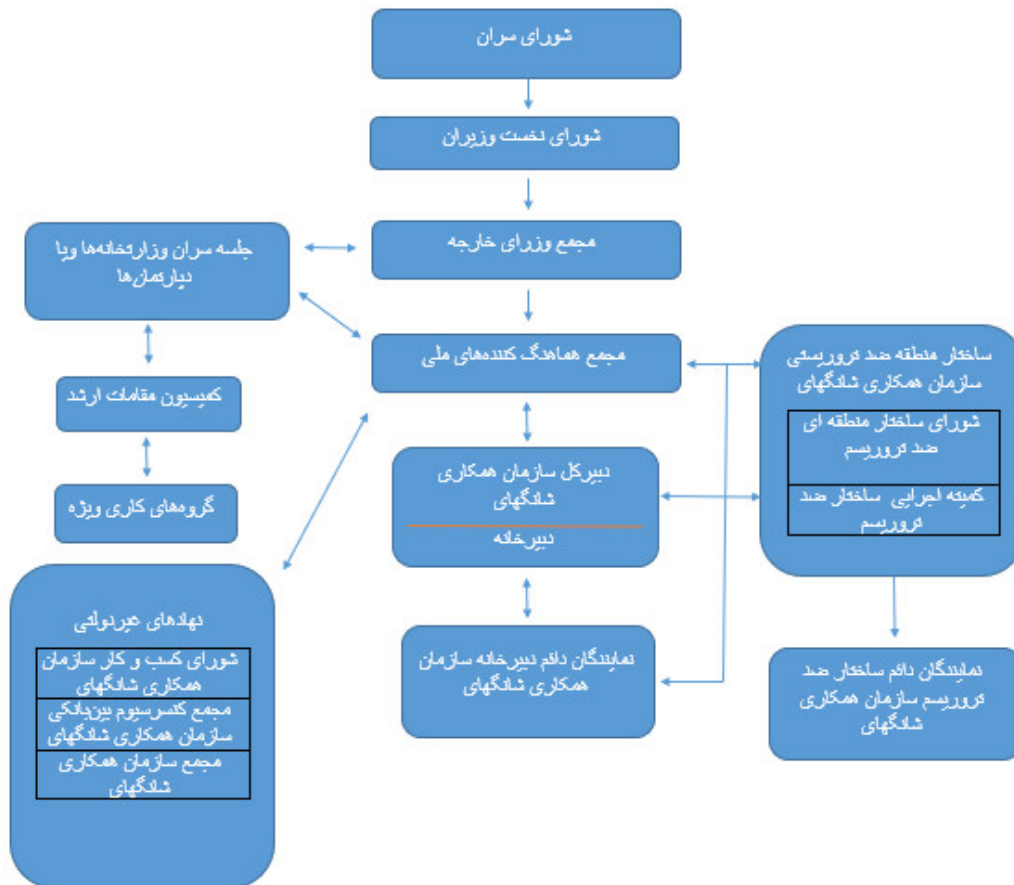 شورای سران
شورای نخست وزیران
مجمع وزرای خارجه
جلسه سران وزارتخانه‌ها ویا
دپارتمان‌ها
مجمع هماهنگ کننده‌های ملی
ساختار منطقه ضد تروریستی
سازمان همکاری شانگهای
شورای ساختار منطقه ای
ضد تروریسم
کمیته اجرایی ساختار ضد
تروریسم
کمیسیون مقامات ارشد
گروه‌های کاری ویژه
دبیرکل سازمان همکاری
شانگهای
دبیرخانه
نهادهای غیردولتی
شورای کسب و کار سازمان
همکاری شانگهای
مجمع کنسرسیوم بین‌بانکی
سازمان همکاری شانگهای
مجمع سازمان همکاری
شانگهای
نمایندگان دائم دبیرخانه سازمان
همکاری شانگهای
نمایندگان دائم ساختار ضد
تروریسم سازمان همکاری
شانگهای